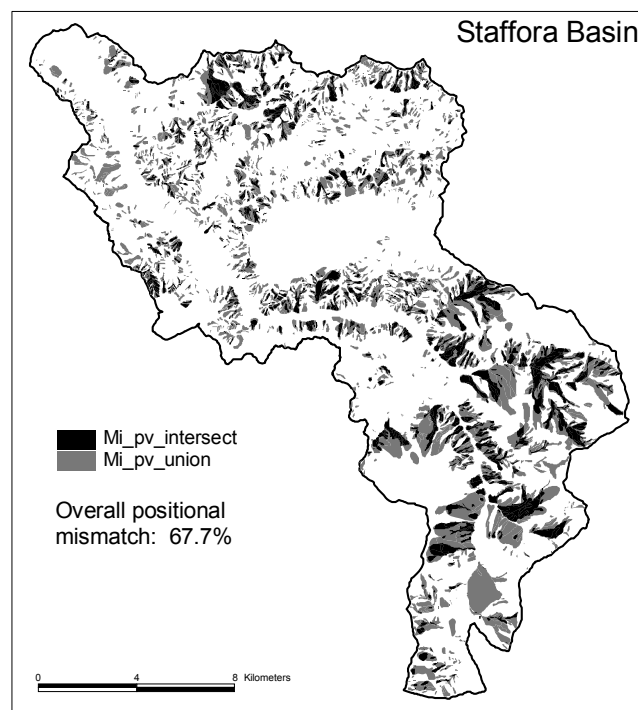 Staffora Basin
Mi_pv_intersect
Mi_pv_union
Overall positional
mismatch: 67.7%
0 4 8 Kilometers